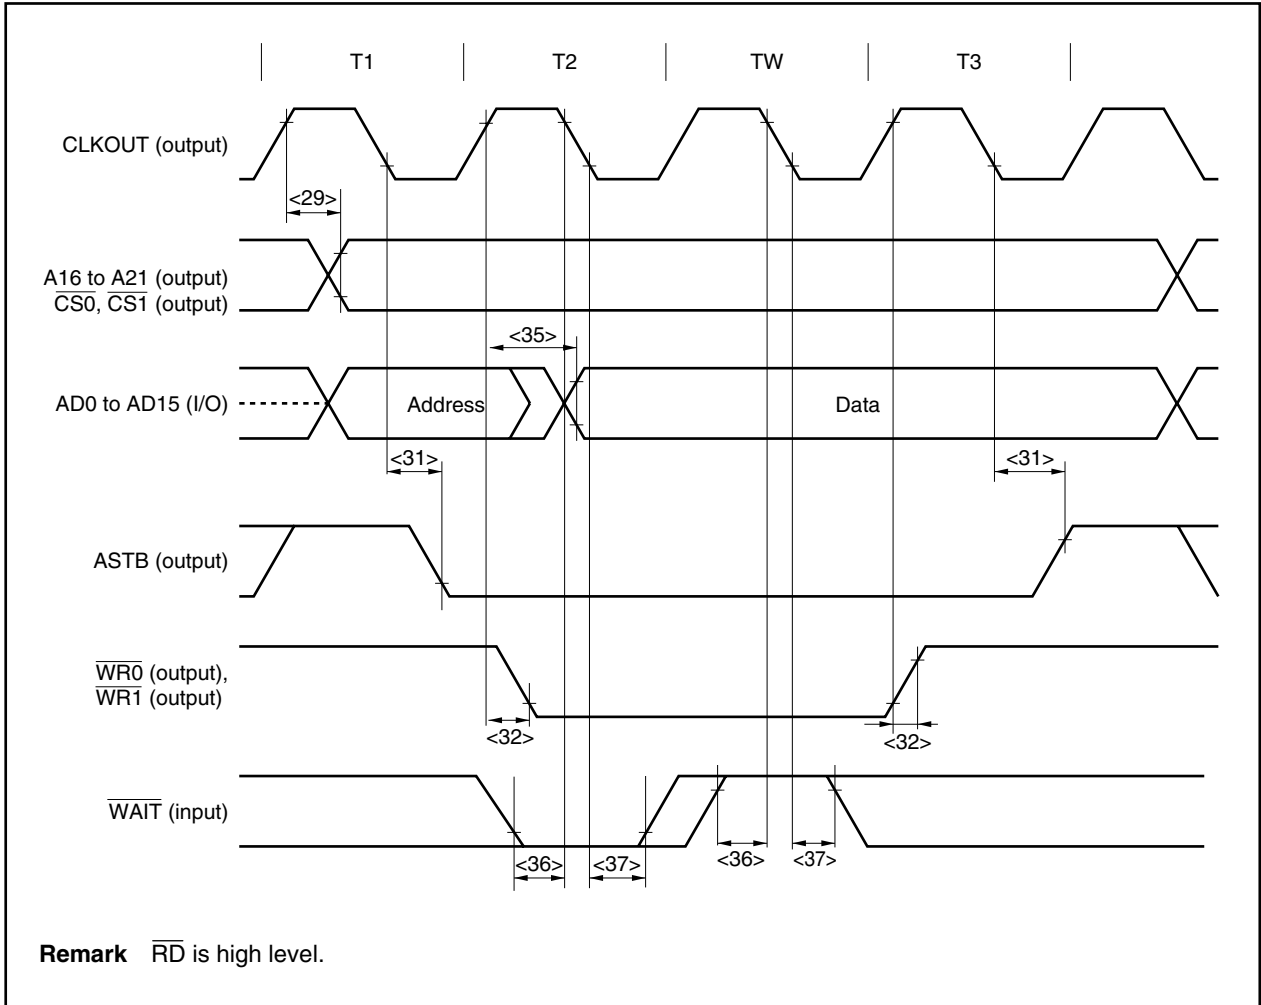 T1 T2 TW T3
CLKOUT (output)
<29>
A16 to A21 (output)
CS0, CS1 (output)
<35>
AD0 to AD15 (I/O) Address Data
<31> <31>
ASTB (output)
WR0 (output),
WR1 (output)
<32> <32>
WAIT (input)
<36> <37> <36> <37>
Remark RD is high level.